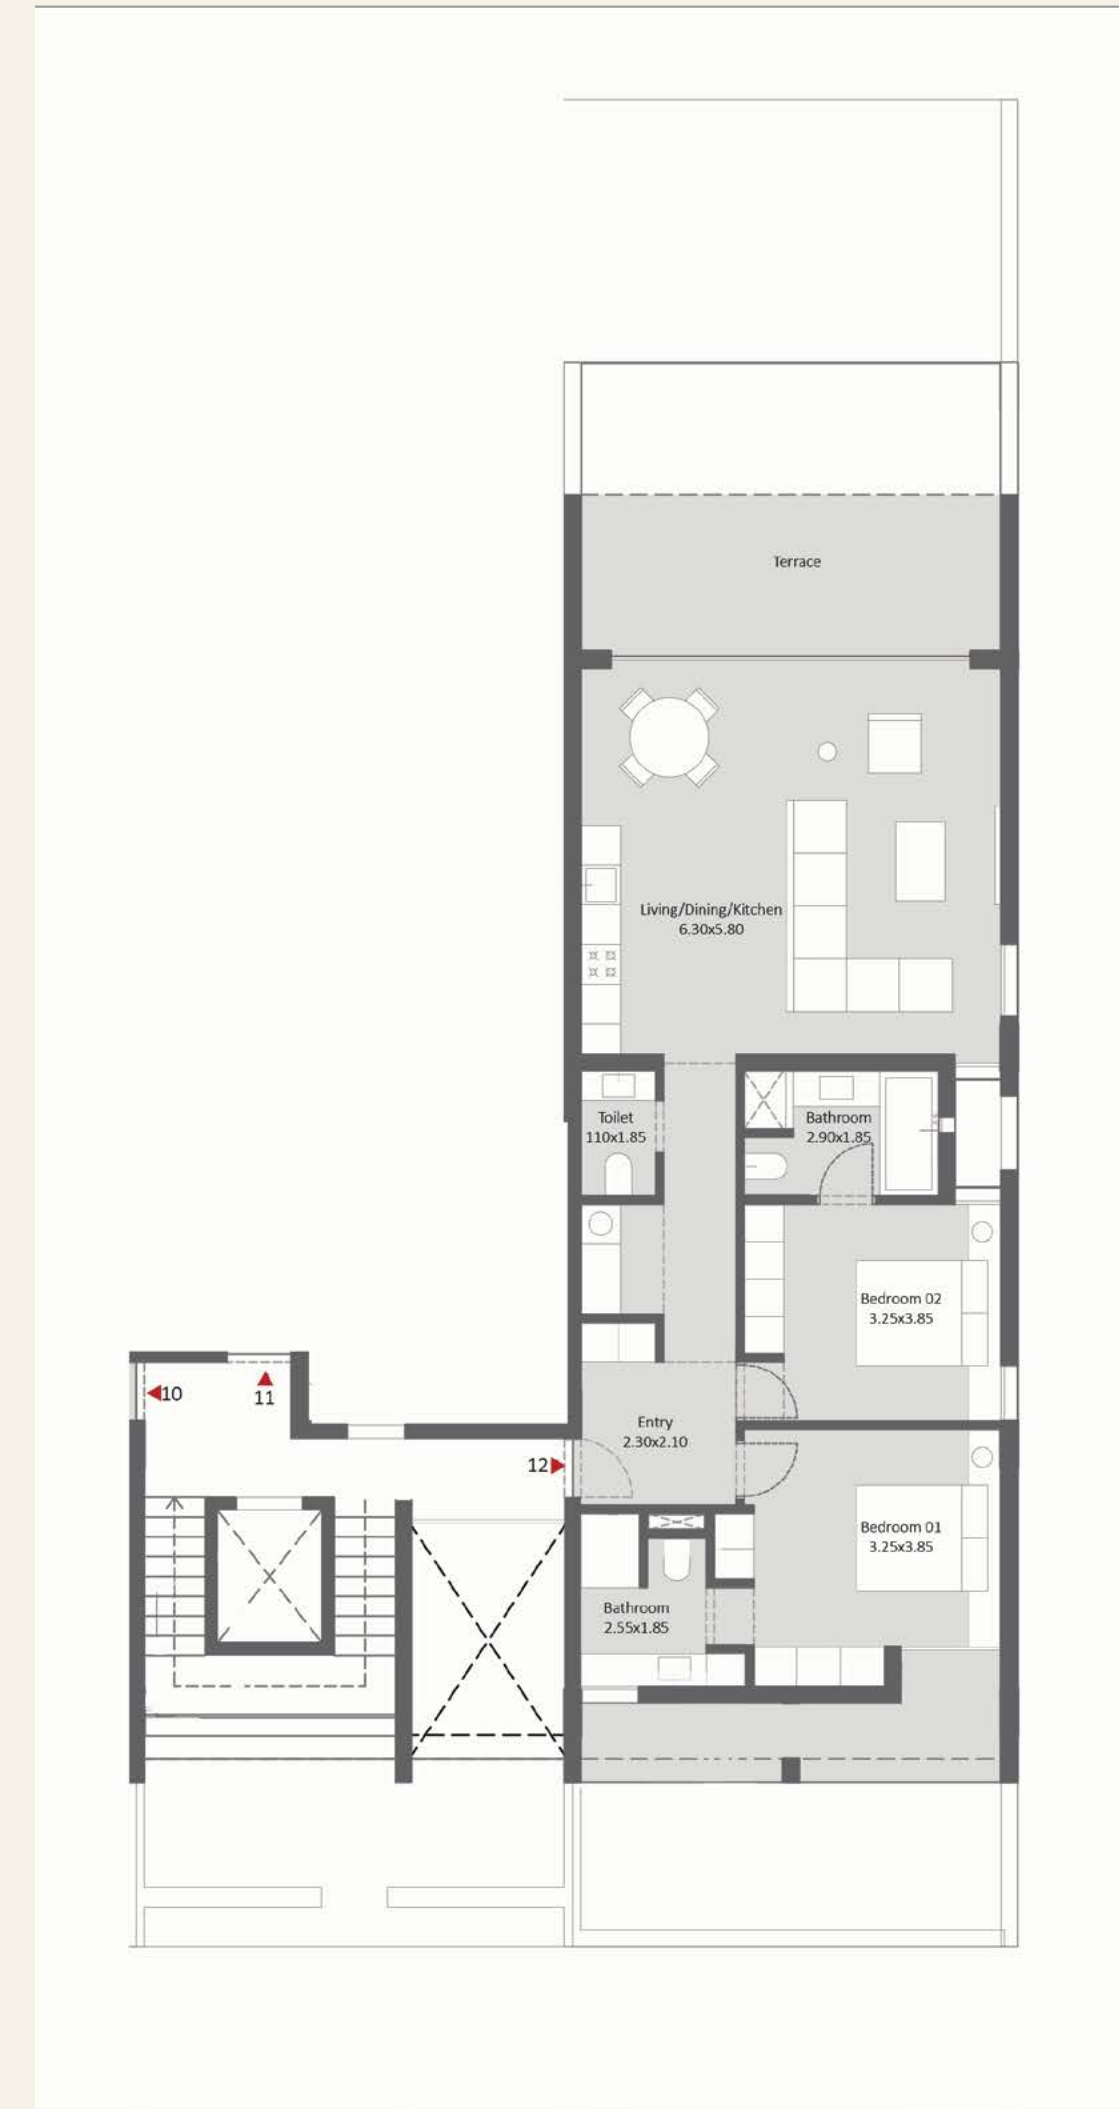 Terrace
Living/Dining/Kitchen
6.30x5.80
Toilet
110x1.85
Bathroom
2.90x1.85
Bedroom 02
3.25x3.85
10
11
Entry
2.30x2.10
12
Bedroom 01
3.25x3.85
Bathroom
2.55x1.85